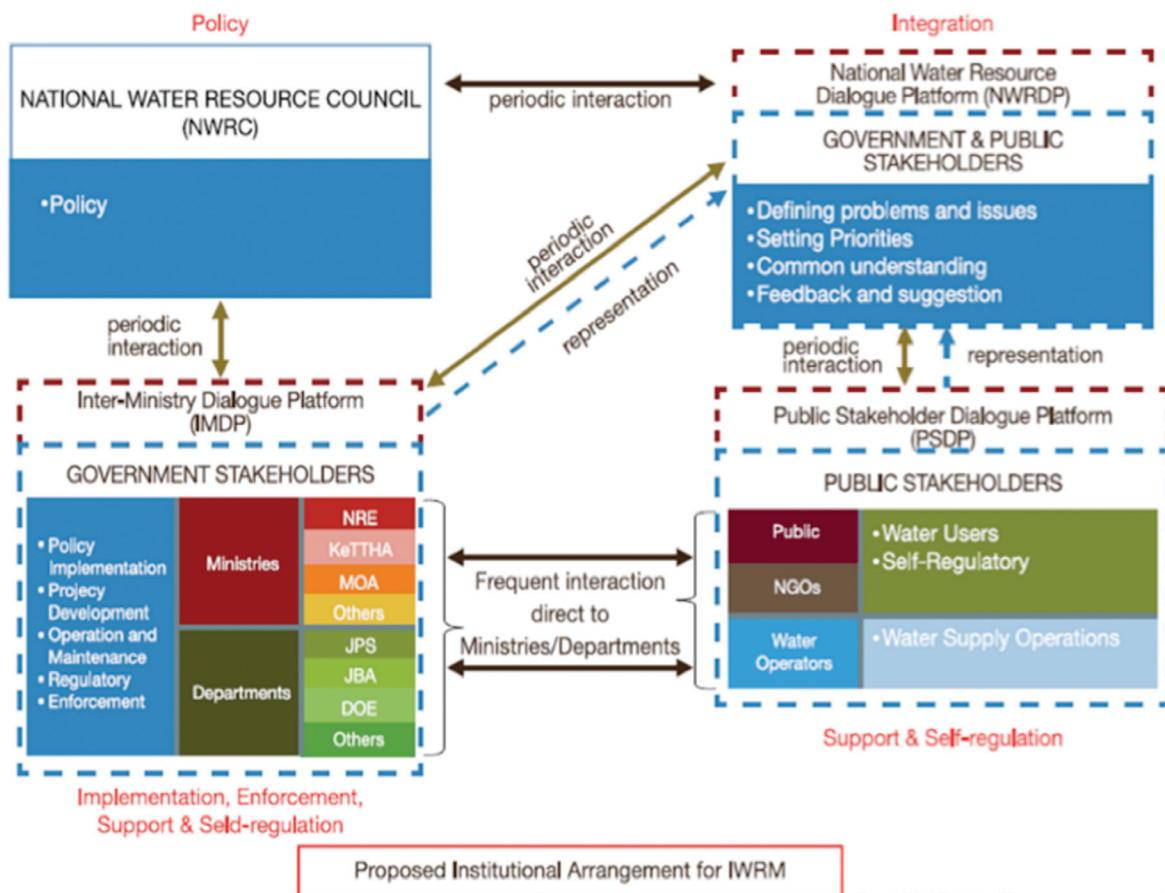 Policy
Integration
NATIONAL WATER RESOURCE COUNCIL
(NWRC)
• Policy
periodic interaction
National Water Resource
Dialogue Platform (NWRDP)
GOVERNMENT & PUBLIC
STAKEHOLDERS
• Defining problems and issues
• Setting Priorities
• Common understanding
• Feedback and suggestion
periodic
interaction
representation
periodic
interaction
periodic
interaction
representation
Inter-Ministry Dialogue Platform
(IMDP)
GOVERNMENT STAKEHOLDERS
• Policy
Implementation
• Projecy
Development
• Operation and
Maintenance
• Regulatory
• Enforcement
Ministries
NRE
KeTTHA
MOA
Others
Departments
JPS
JBA
DOE
Others
Frequent interaction
direct to
Ministries/Departments
Public Stakeholder Dialogue Platform
(PSDP)
PUBLIC STAKEHOLDERS
Public
NGOs
• Water Users
• Self-Regulatory
Water
Operators
• Water Supply Operations
Support & Self-regulation
Implementation, Enforcement,
Support & Seld-regulation
Proposed Institutional Arrangement for IWRM